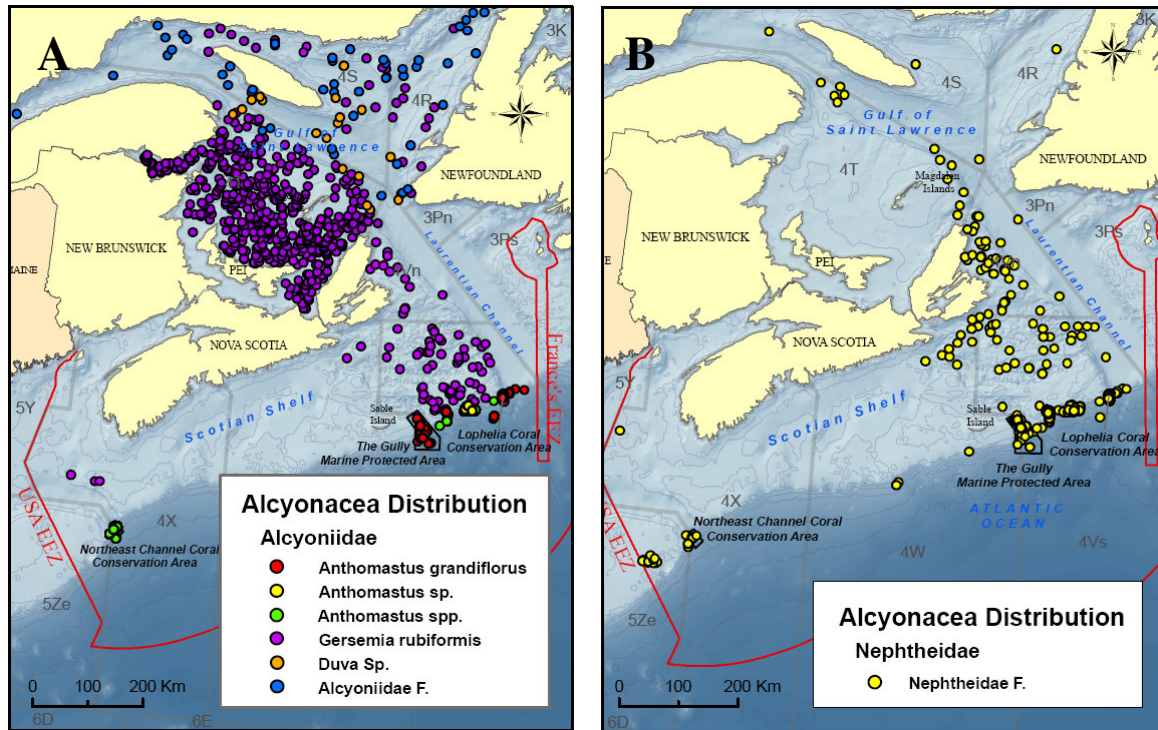 A
3K
4S
4R
Gulf of
Saint Lawrence
NEWFOUNDLAND
3Pn
3Ps
NEW BRUNSWICK
MAINE
PEI
4Vn
Laurentian Channel
NOVA SCOTIA
France's EEZ
5Y
Scotian Shelf
Sable
Island
Lophelia Coral
Conservation Area
The Gully
Marine Protected Area
USA EEZ
4X
Northeast Channel Coral
Conservation Area
5Ze
Alcyonacea Distribution
Alcyoniidae
Anthomastus grandiflorus
Anthomastus sp.
Anthomastus spp.
Gersemia rubiformis
Duva Sp.
Alcyoniidae F.
0 100 200 Km
6D
6E
B
3K
4S
4R
Gulf of
Saint Lawrence
4T
Magdalen
Islands
NEWFOUNDLAND
3Pn
3Ps
NEW BRUNSWICK
PEI
Laurentian Channel
NOVA SCOTIA
France's EEZ
5Y
Scotian Shelf
Sable
Island
Lophelia Coral
Conservation Area
The Gully
Marine Protected Area
ATLANTIC
OCEAN
USA EEZ
4X
Northeast Channel Coral
Conservation Area
4W
4Vs
5Ze
Alcyonacea Distribution
Nephtheidae
Nephtheidae F.
0 100 200 Km
6D